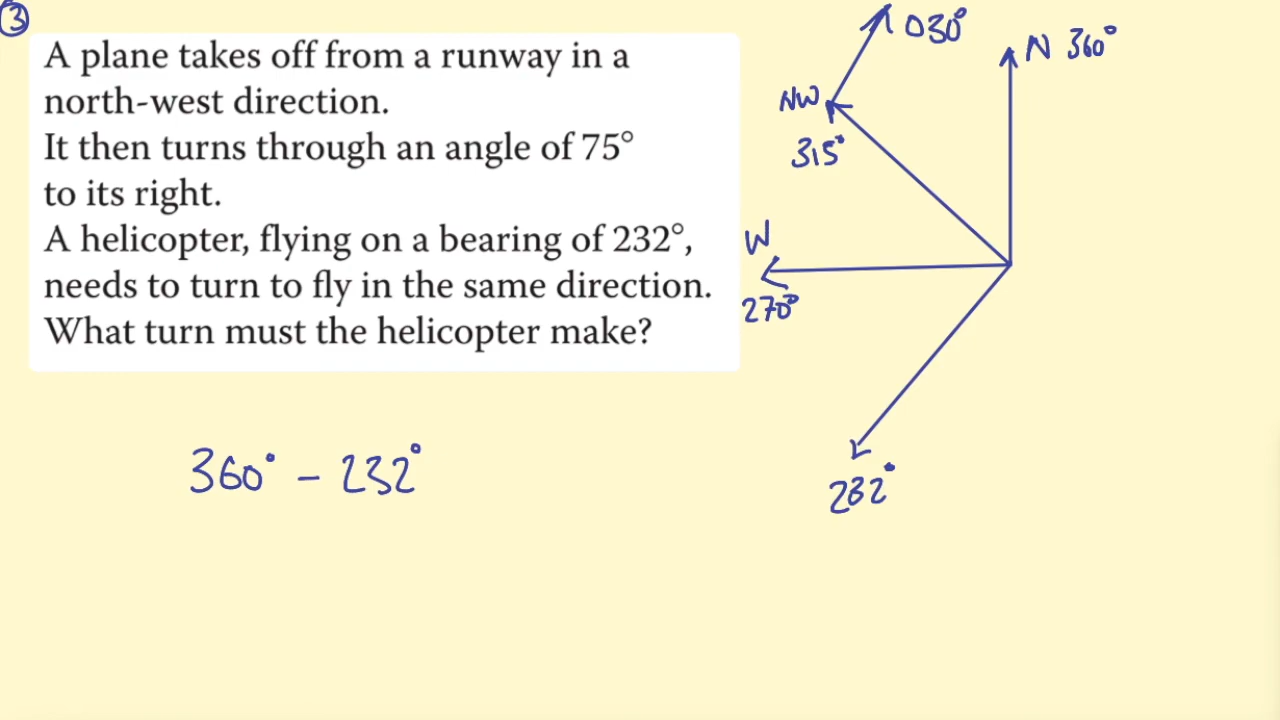 3
A plane takes off from a runway in a
north-west direction.
It then turns through an angle of 75°
to its right.
A helicopter, flying on a bearing of 232°,
needs to turn to fly in the same direction.
What turn must the helicopter make?
030°
N 360°
NW
315°
W
270°
232°
360° - 232°